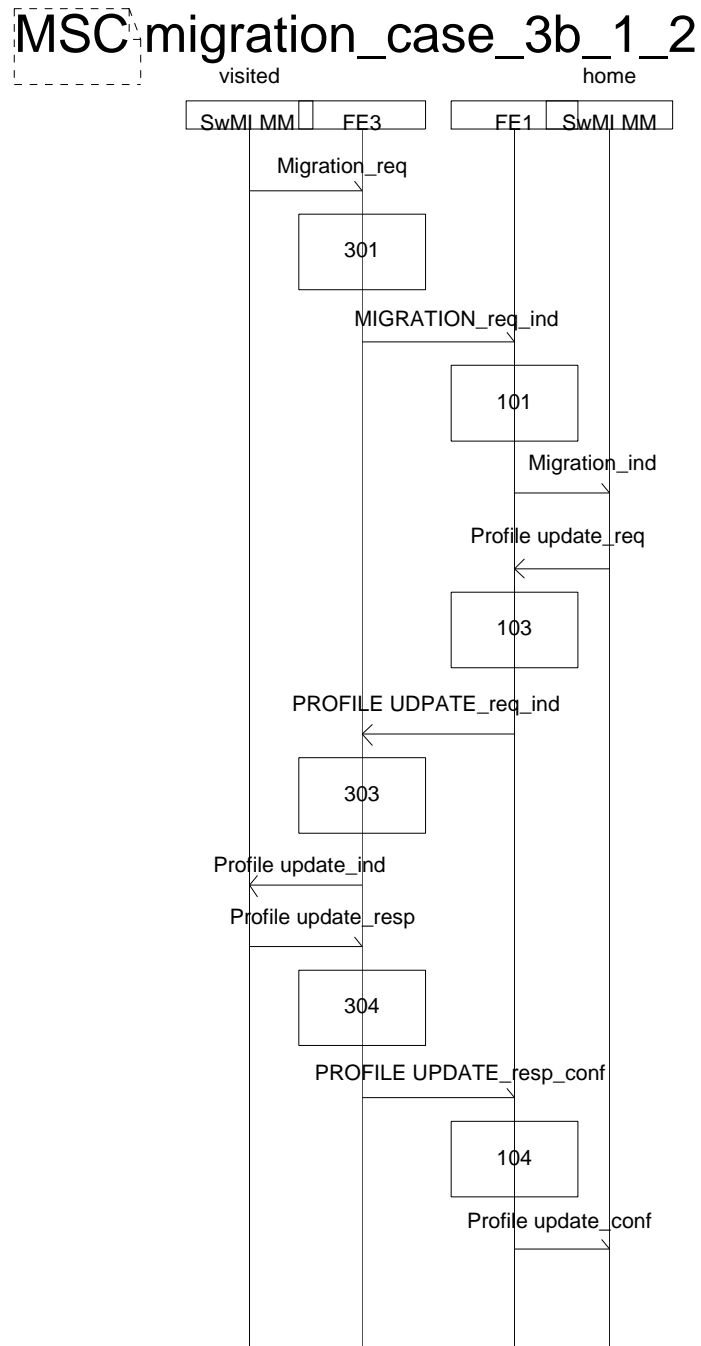 MSC migration_case_3b_1_2
visited home
SwMI MM FE3 FE1 SwMI MM
Migration_req
301
MIGRATION_req_ind
101
Migration_ind
Profile update_req
103
PROFILE UDPATE_req_ind
303
Profile update_ind
Profile update_resp
304
PROFILE UPDATE_resp_conf
104
Profile update_conf